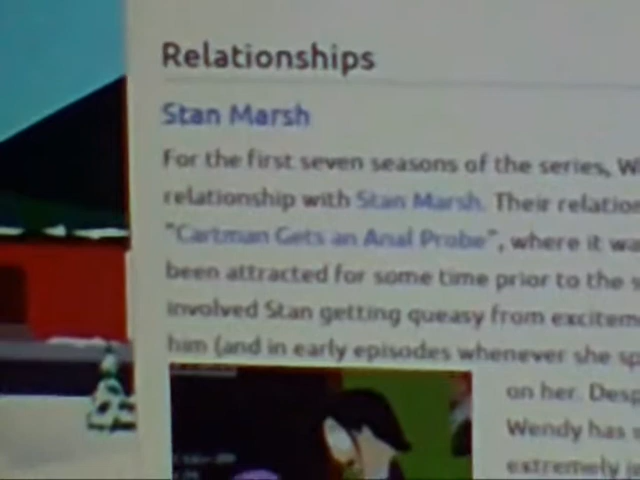 Relationships
Stan Marsh
For the first seven seasons of the series,
relationship with Stan Marsh. Their
"Cartman Gets an Anal Probe", where it
been attracted for some time prior to the
involved Stan getting queasy from
him (and in early episodes whenever she
on her.
Wendy has
extremely